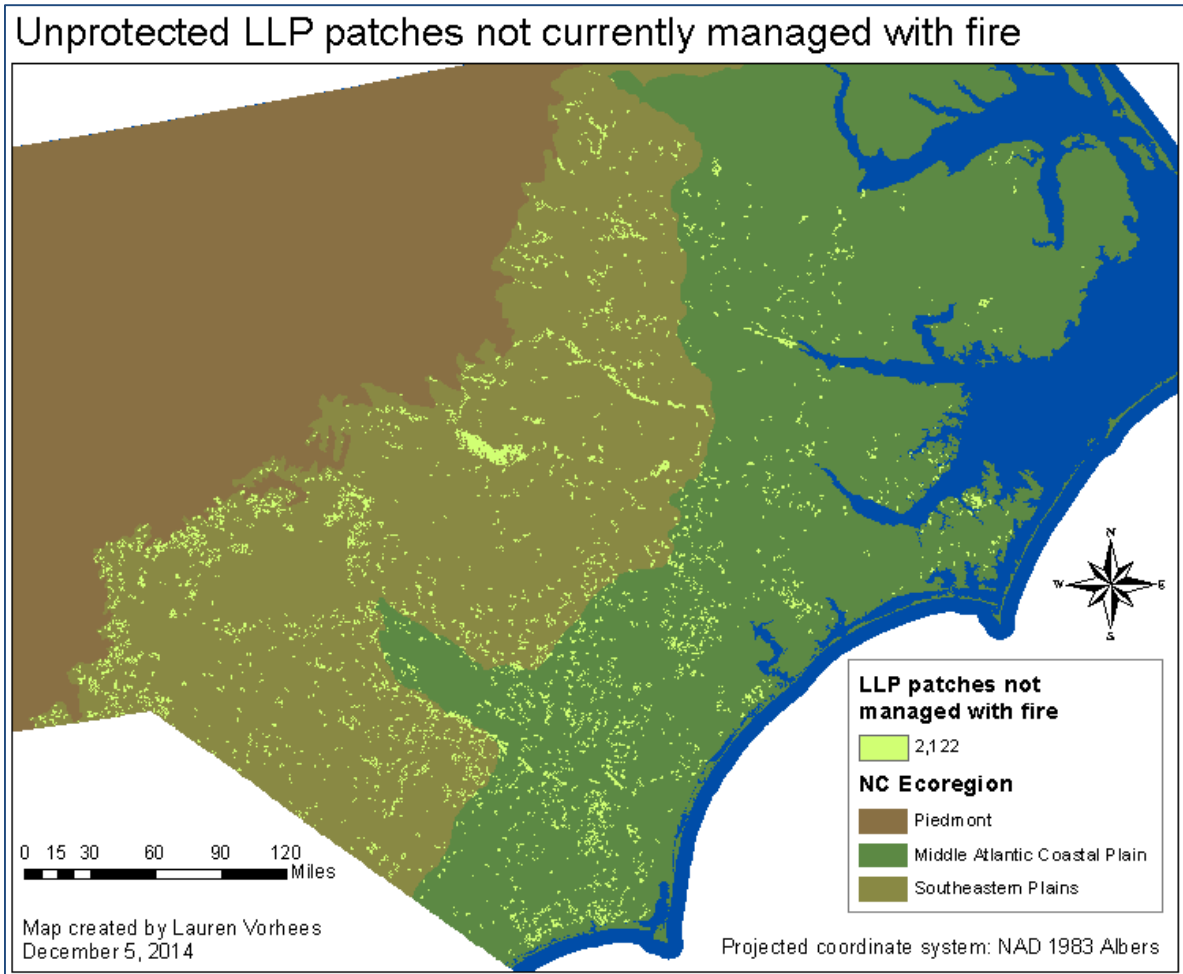 Unprotected LLP patches not currently managed with fire
N
W E
S
LLP patches not
managed with fire
2,122
NC Ecoregion
Piedmont
Middle Atlantic Coastal Plain
Southeastern Plains
0 15 30 60 90 120
Miles
Map created by Lauren Vorhees
December 5, 2014
Projected coordinate system: NAD 1983 Albers